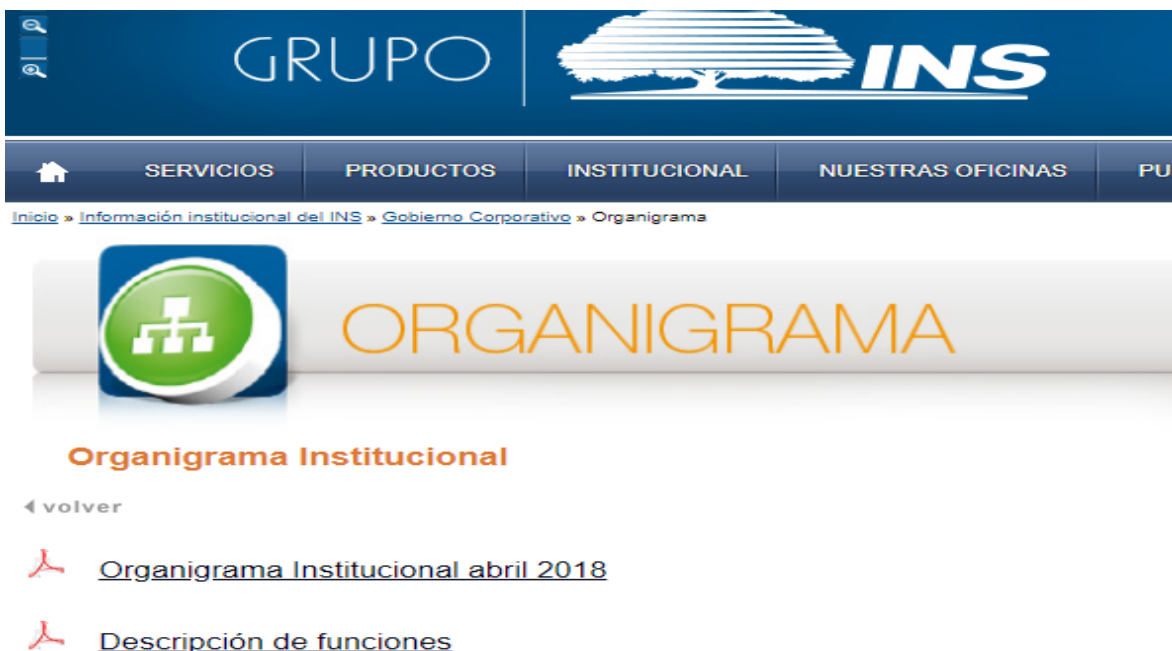 GRUPO INS
SERVICIOS PRODUCTOS INSTITUCIONAL NUESTRAS OFICINAS PU
Inicio » Información institucional del INS » Gobierno Corporativo » Organigrama
ORGANIGRAMA
Organigrama Institucional
volver
Organigrama Institucional abril 2018
Descripción de funciones